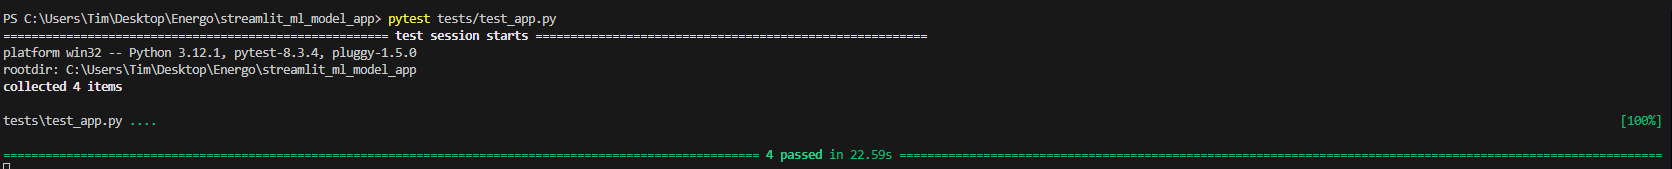 PS C:\Users\Tim\Desktop\Energo\streamlit_ml_model_app> pytest tests/test_app.py
======================================================= test session starts ========================================================
platform win32 -- Python 3.12.1, pytest-8.3.4, pluggy-1.5.0
rootdir: C:\Users\Tim\Desktop\Energo\streamlit_ml_model_app
collected 4 items
tests\test_app.py .... [100%]
============================================================================================================ 4 passed in 22.59s =============================================================================================================